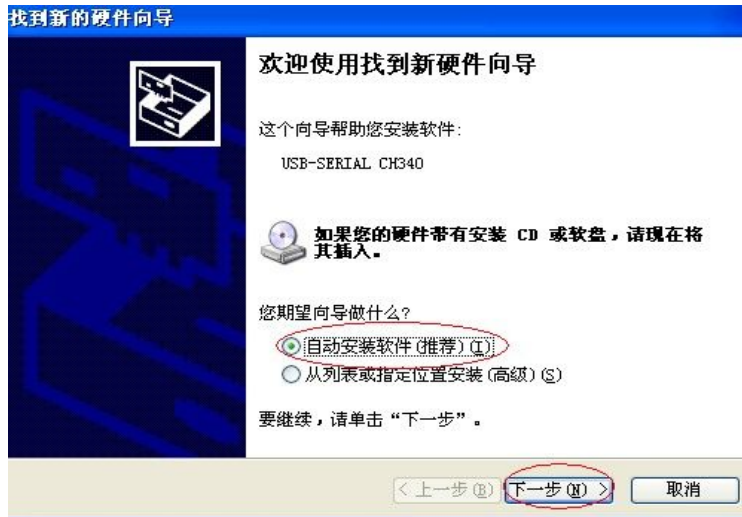 找到新的硬件向导
欢迎使用找到新硬件向导
这个向导帮助您安装软件:
USB-SERIAL CH340
如果您的硬件带有安装 CD 或软盘，请现在将
其插入。
您期望向导做什么?
自动安装软件(推荐)(I)
从列表或指定位置安装(高级)(S)
要继续，请单击“下一步”。
< 上一步(B) 下一步(N) > 取消